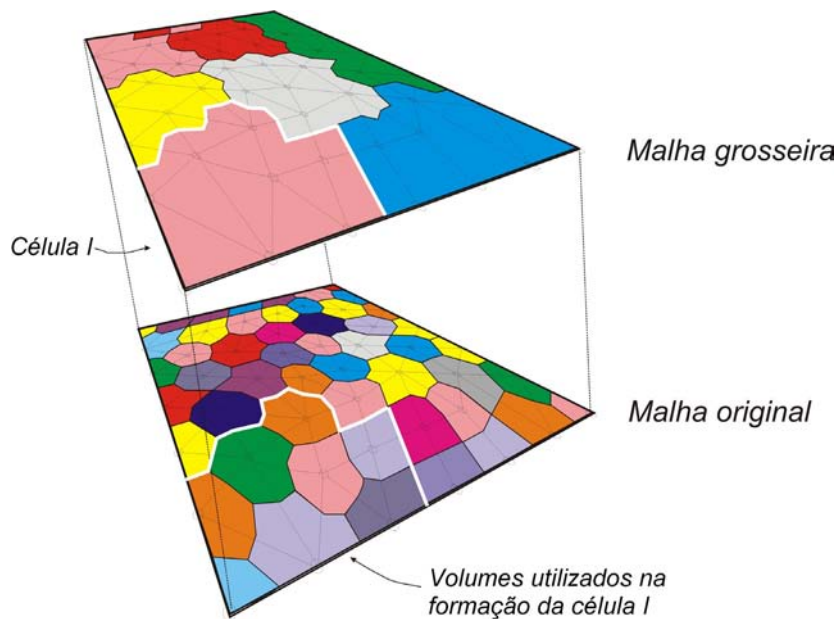 Malha grosseira
Célula I
Malha original
Volumes utilizados na
formação da célula I